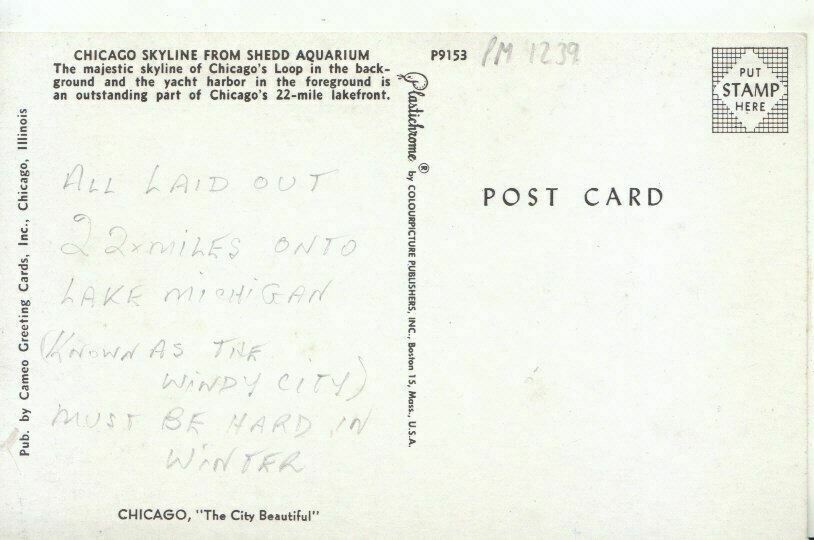 CHICAGO SKYLINE FROM SHEDD AQUARIUM
The majestic skyline of Chicago's Loop in the back-
ground and the yacht harbor in the foreground is
an outstanding part of Chicago's 22-mile lakefront.
P9153 PM 1239
PUT
STAMP
HERE
Pub. by Cameo Greeting Cards, Inc., Chicago, Illinois
Plastichrome ® by COLOURPICTURE PUBLISHERS, INC., Boston 15, Mass., U.S.A.
POST CARD
ALL LAID OUT
22×MILES ONTO
LAKE MICHIGAN
(KNOWN AS THE
WINDY CITY)
MUST BE HARD IN
WINTER
CHICAGO, "The City Beautiful"